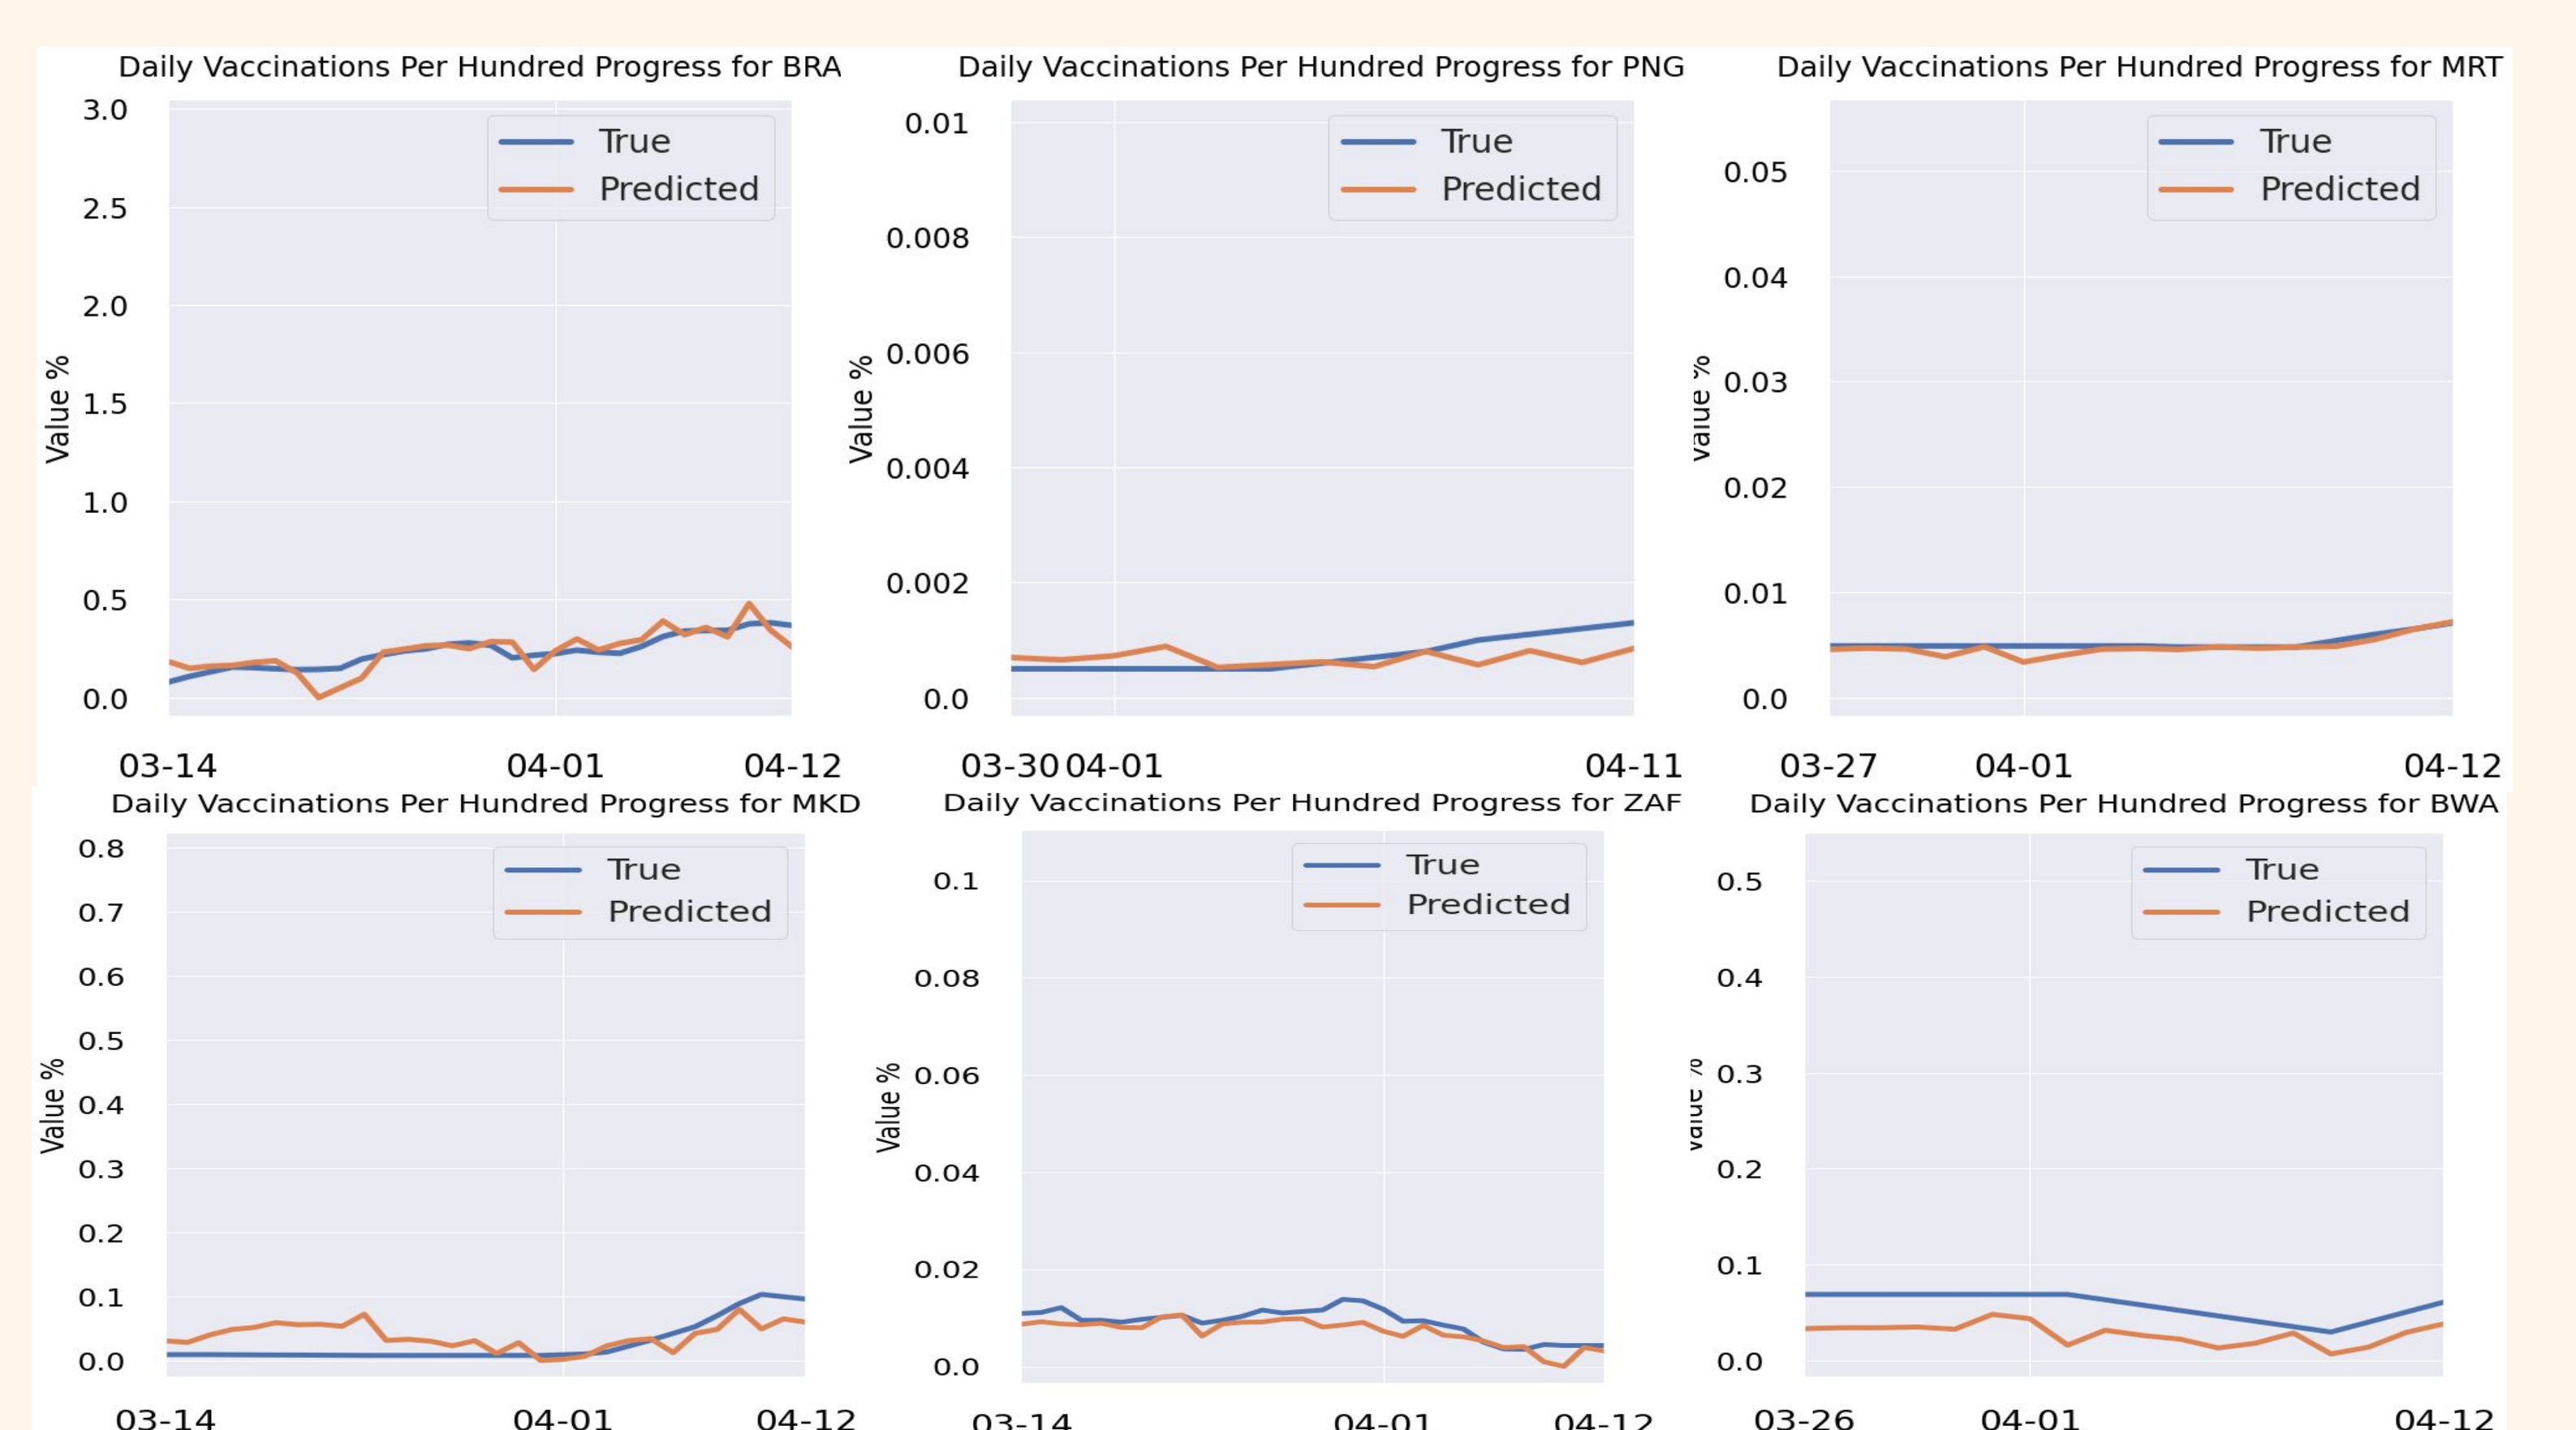 Daily Vaccinations Per Hundred Progress for BRA
3.0
2.5
2.0
1.5
1.0
0.5
0.0
Value %
True
Predicted
03-14
04-01
04-12
Daily Vaccinations Per Hundred Progress for PNG
0.01
0.008
0.006
0.004
0.002
0.0
Value %
True
Predicted
03-30
04-01
04-11
Daily Vaccinations Per Hundred Progress for MRT
0.05
0.04
0.03
0.02
0.01
0.0
Value %
True
Predicted
03-27
04-01
04-12
Daily Vaccinations Per Hundred Progress for MKD
0.8
0.7
0.6
0.5
0.4
0.3
0.2
0.1
0.0
Value %
True
Predicted
03-14
04-01
04-12
Daily Vaccinations Per Hundred Progress for ZAF
0.1
0.08
0.06
0.04
0.02
0.0
Value %
True
Predicted
03-14
04-01
04-12
Daily Vaccinations Per Hundred Progress for BWA
0.5
0.4
0.3
0.2
0.1
0.0
Value %
True
Predicted
03-26
04-01
04-12